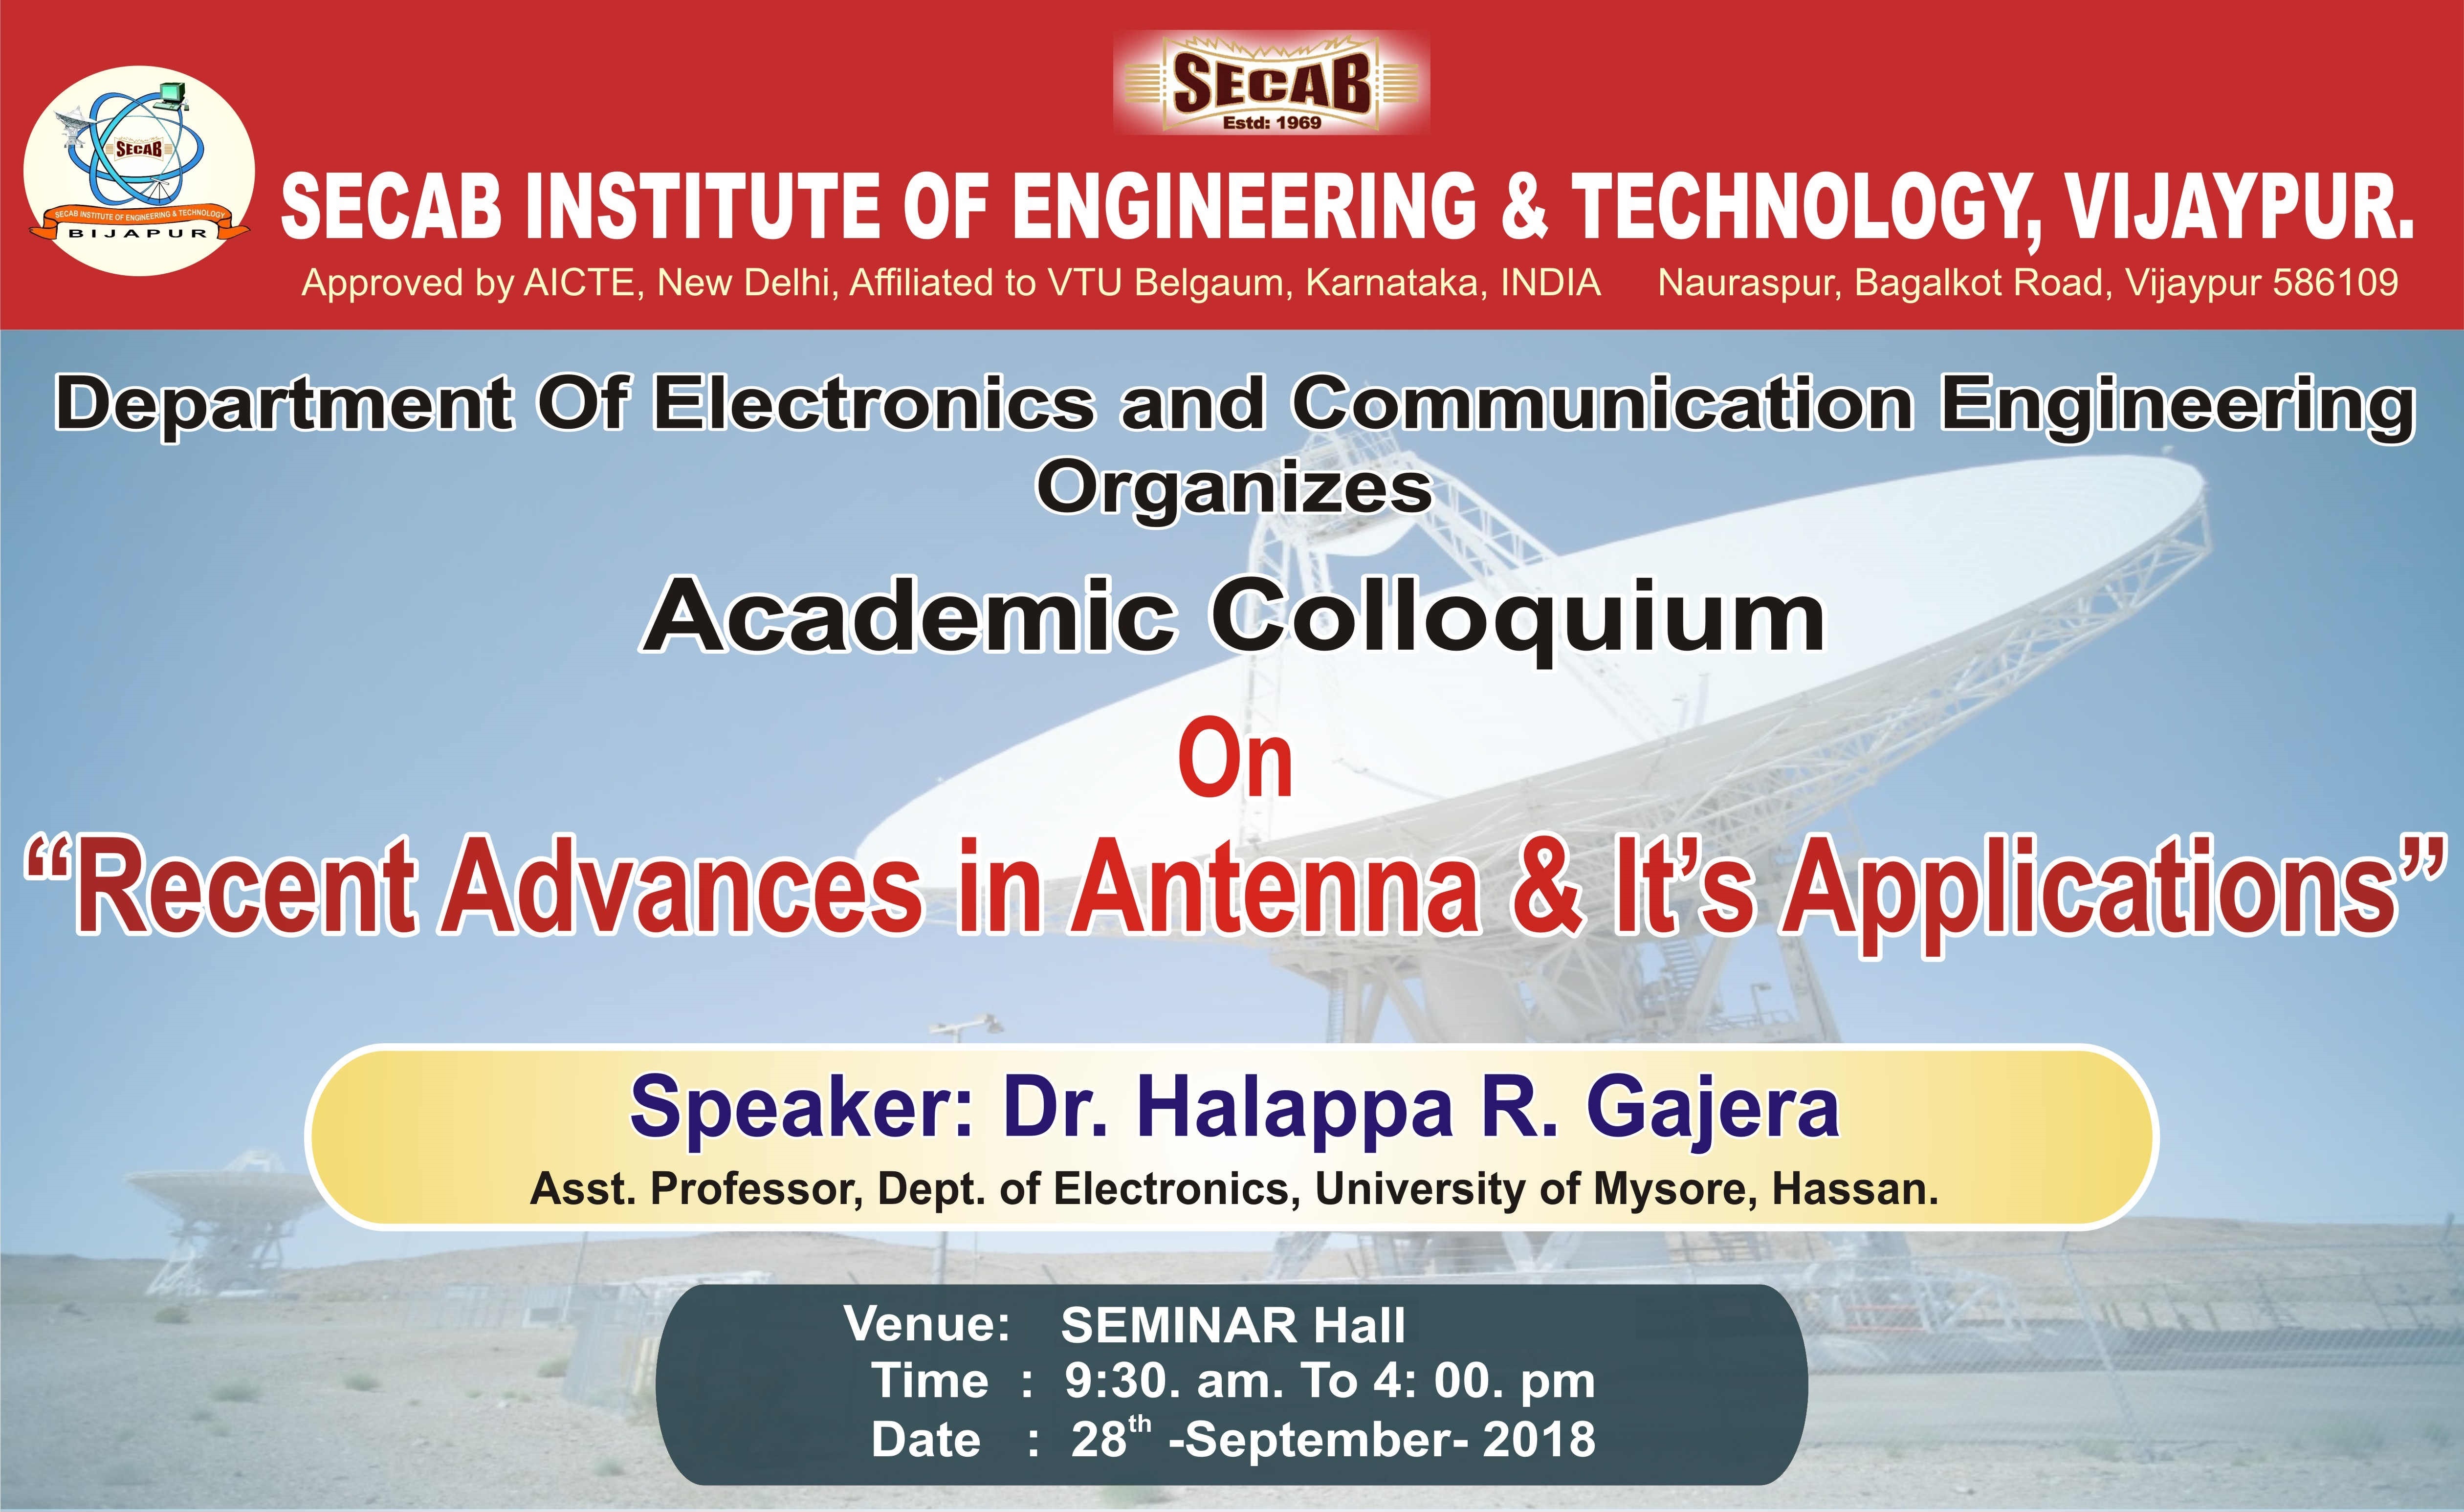 SECAB
Estd: 1969
SECAB
SECAB INSTITUTE OF ENGINEERING & TECHNOLOGY
BIJAPUR
SECAB INSTITUTE OF ENGINEERING & TECHNOLOGY, VIJAYPUR.
Approved by AICTE, New Delhi, Affiliated to VTU Belgaum, Karnataka, INDIA Nauraspur, Bagalkot Road, Vijaypur 586109
Department Of Electronics and Communication Engineering
Organizes
Academic Colloquium
On
“Recent Advances in Antenna & It’s Applications”
Speaker: Dr. Halappa R. Gajera
Asst. Professor, Dept. of Electronics, University of Mysore, Hassan.
Venue: SEMINAR Hall
Time : 9:30. am. To 4: 00. pm
Date : 28th -September- 2018